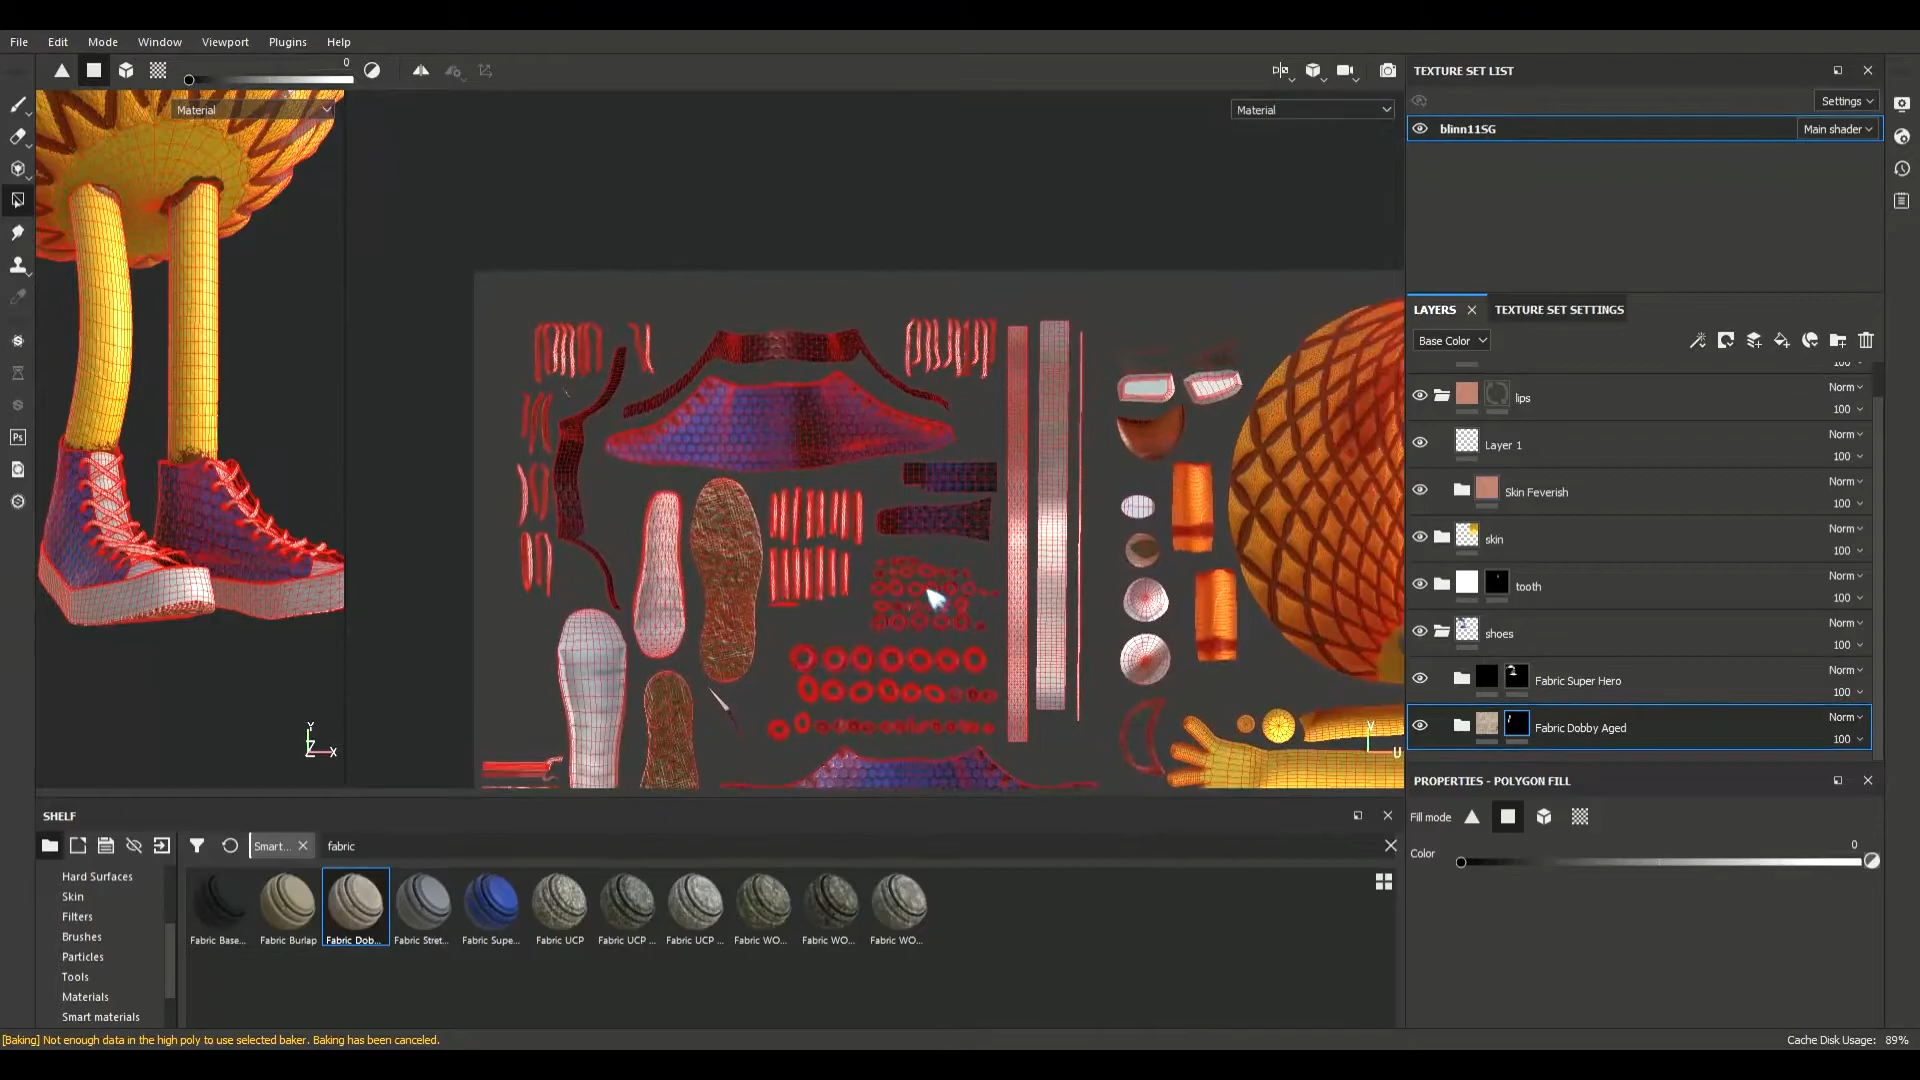 File Edit Mode Window Viewport Plugins Help
0
Material
Material
TEXTURE SET LIST
Settings
blinn11SG
Main shader
LAYERS
TEXTURE SET SETTINGS
Base Color
100
lips
Norm
100
Layer 1
Norm
100
Skin Feverish
Norm
100
skin
Norm
100
tooth
Norm
100
shoes
Norm
100
Fabric Super Hero
Norm
100
Fabric Dobby Aged
Norm
100
PROPERTIES - POLYGON FILL
Fill mode
Color
0
Ps
Y
Z X
V
U
SHELF
Smart...
fabric
Hard Surfaces
Skin
Filters
Brushes
Particles
Tools
Materials
Smart materials
Fabric Base... Fabric Burlap Fabric Dob... Fabric Stret... Fabric Supe... Fabric UCP Fabric UCP ... Fabric UCP ... Fabric WO... Fabric WO... Fabric WO...
[Baking] Not enough data in the high poly to use selected baker. Baking has been canceled.
Cache Disk Usage: 89%